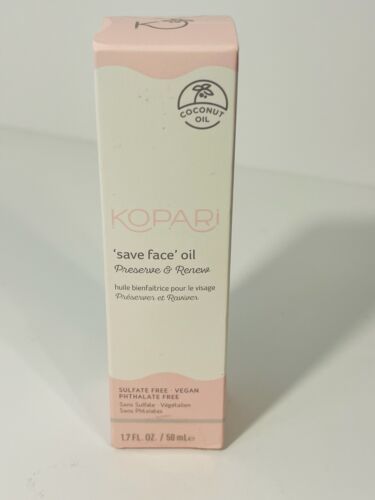 KOPARI
COCONUT
OIL
KOPARI
'save face' oil
Preserve & Renew
huile bienfaitrice pour le visage
Préserver et Raviver
SULFATE FREE · VEGAN
PHTHALATE FREE
Sans Sulfate · Végétalien
Sans Phtalates
1.7 FL. OZ. / 50 mL e